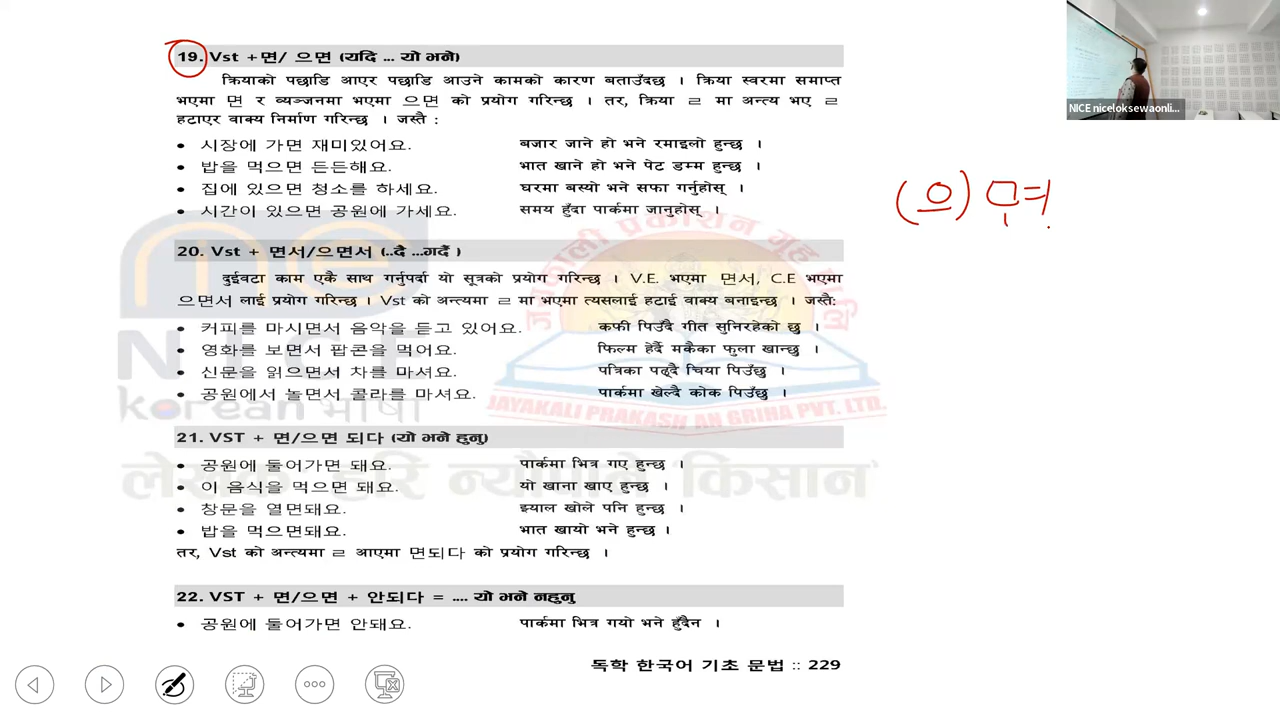 19. Vst +면/ 으면 (यदि ... यो भने)
क्रियाको पछाडि आएर पछाडि आउने कामको कारण बताउँदछ । क्रिया स्वरमा समाप्त
भएमा 면 र व्यञ्जनमा भएमा 으면 को प्रयोग गरिन्छ । तर, क्रिया ㄹ मा अन्त्य भए ㄹ
हटाएर वाक्य निर्माण गरिन्छ । जस्तै :
• 시장에 가면 재미있어요. बजार जाने हो भने रमाइलो हुन्छ ।
• 밥을 먹으면 든든해요. भात खाने हो भने पेट डम्म हुन्छ ।
• 집에 있으면 청소를 하세요. घरमा बस्यो भने सफा गर्नुहोस् ।
• 시간이 있으면 공원에 가세요. समय हुँदा पार्कमा जानुहोस् ।
20. Vst + 면서/으면서 (..दै ...गर्दै )
दुईवटा काम एकै साथ गर्नुपर्दा यो सूत्रको प्रयोग गरिन्छ । V.E. भएमा 면서, C.E भएमा
으면서 लाई प्रयोग गरिन्छ । Vst को अन्त्यमा ㄹ मा भएमा त्यसलाई हटाई वाक्य बनाइन्छ । जस्तै:
• 커피를 마시면서 음악을 듣고 있어요. कफी पिउँदै गीत सुनिरहेको छु ।
• 영화를 보면서 팝콘을 먹어요. फिल्म हेर्दै मकैका फुला खान्छु ।
• 신문을 읽으면서 차를 마셔요. पत्रिका पढ्दै चिया पिउँछु ।
• 공원에서 놀면서 콜라를 마셔요. पार्कमा खेल्दै कोक पिउँछु ।
21. VST + 면/으면 되다 (यो भने हुनु)
• 공원에 둘어가면 돼요. पार्कमा भित्र गए हुन्छ ।
• 이 음식을 먹으면 돼요. यो खाना खाए हुन्छ ।
• 창문을 열면돼요. झ्याल खोले पनि हुन्छ ।
• 밥을 먹으면돼요. भात खायो भने हुन्छ ।
तर, Vst को अन्त्यमा ㄹ आएमा 면되다 को प्रयोग गरिन्छ ।
22. VST + 면/으면 + 안되다 = .... यो भने नहुनु
• 공원에 둘어가면 안돼요. पार्कमा भित्र गयो भने हुँदैन ।
독학 한국어 기초 문법 :: 229
(으) 면
NICE niceloksewaonli...
NICE
korean भाषा
JAYAKALI PRAKASHAN GRIHA PVT. LTD.